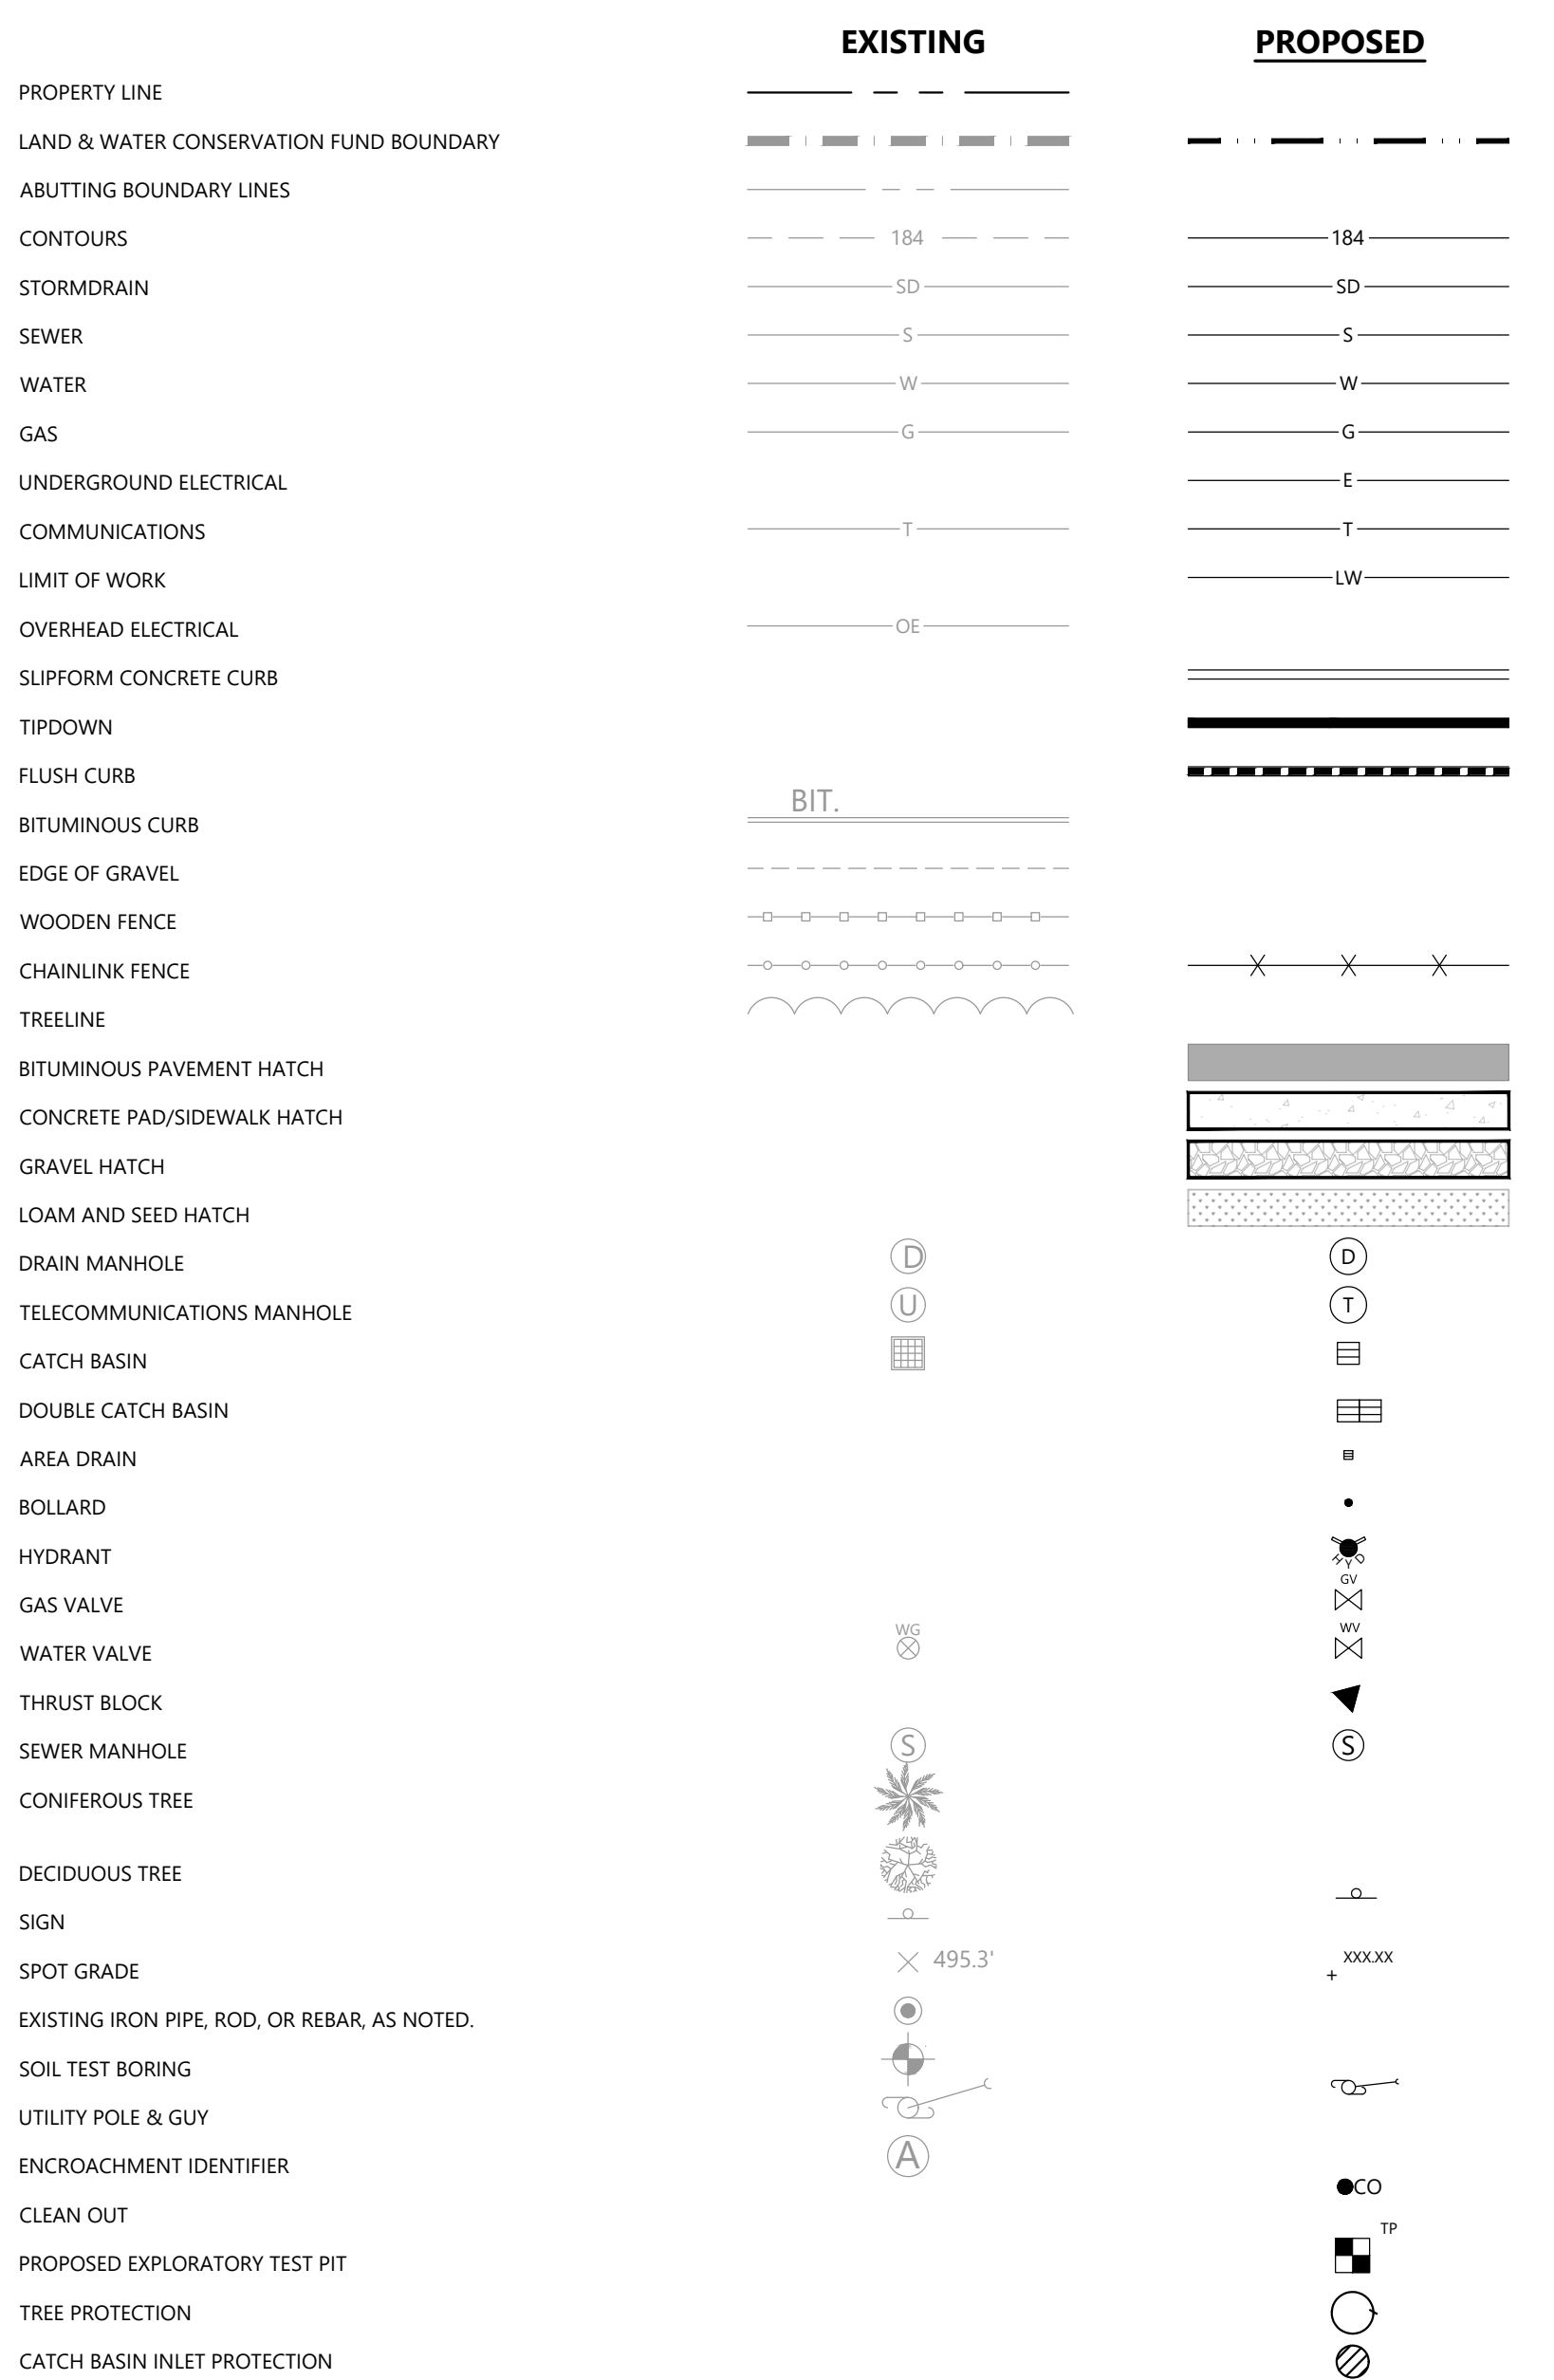 EXISTING PROPOSED
PROPERTY LINE
LAND & WATER CONSERVATION FUND BOUNDARY
ABUTTING BOUNDARY LINES
CONTOURS 184 184
STORMDRAIN SD SD
SEWER S S
WATER W W
GAS G G
UNDERGROUND ELECTRICAL E
COMMUNICATIONS T T
LIMIT OF WORK LW
OVERHEAD ELECTRICAL OE
SLIPFORM CONCRETE CURB
TIPDOWN
FLUSH CURB
BIT.
BITUMINOUS CURB
EDGE OF GRAVEL
WOODEN FENCE
CHAINLINK FENCE
TREELINE
BITUMINOUS PAVEMENT HATCH
CONCRETE PAD/SIDEWALK HATCH
GRAVEL HATCH
LOAM AND SEED HATCH
DRAIN MANHOLE D D
TELECOMMUNICATIONS MANHOLE U T
CATCH BASIN
DOUBLE CATCH BASIN
AREA DRAIN
BOLLARD
HYDRANT HYD
GV
GAS VALVE
WG WV
WATER VALVE
THRUST BLOCK
SEWER MANHOLE S S
CONIFEROUS TREE
DECIDUOUS TREE
SIGN
SPOT GRADE 495.3' XXX.XX
EXISTING IRON PIPE, ROD, OR REBAR, AS NOTED.
SOIL TEST BORING
UTILITY POLE & GUY
ENCROACHMENT IDENTIFIER A
CO
CLEAN OUT
TP
PROPOSED EXPLORATORY TEST PIT
TREE PROTECTION
CATCH BASIN INLET PROTECTION